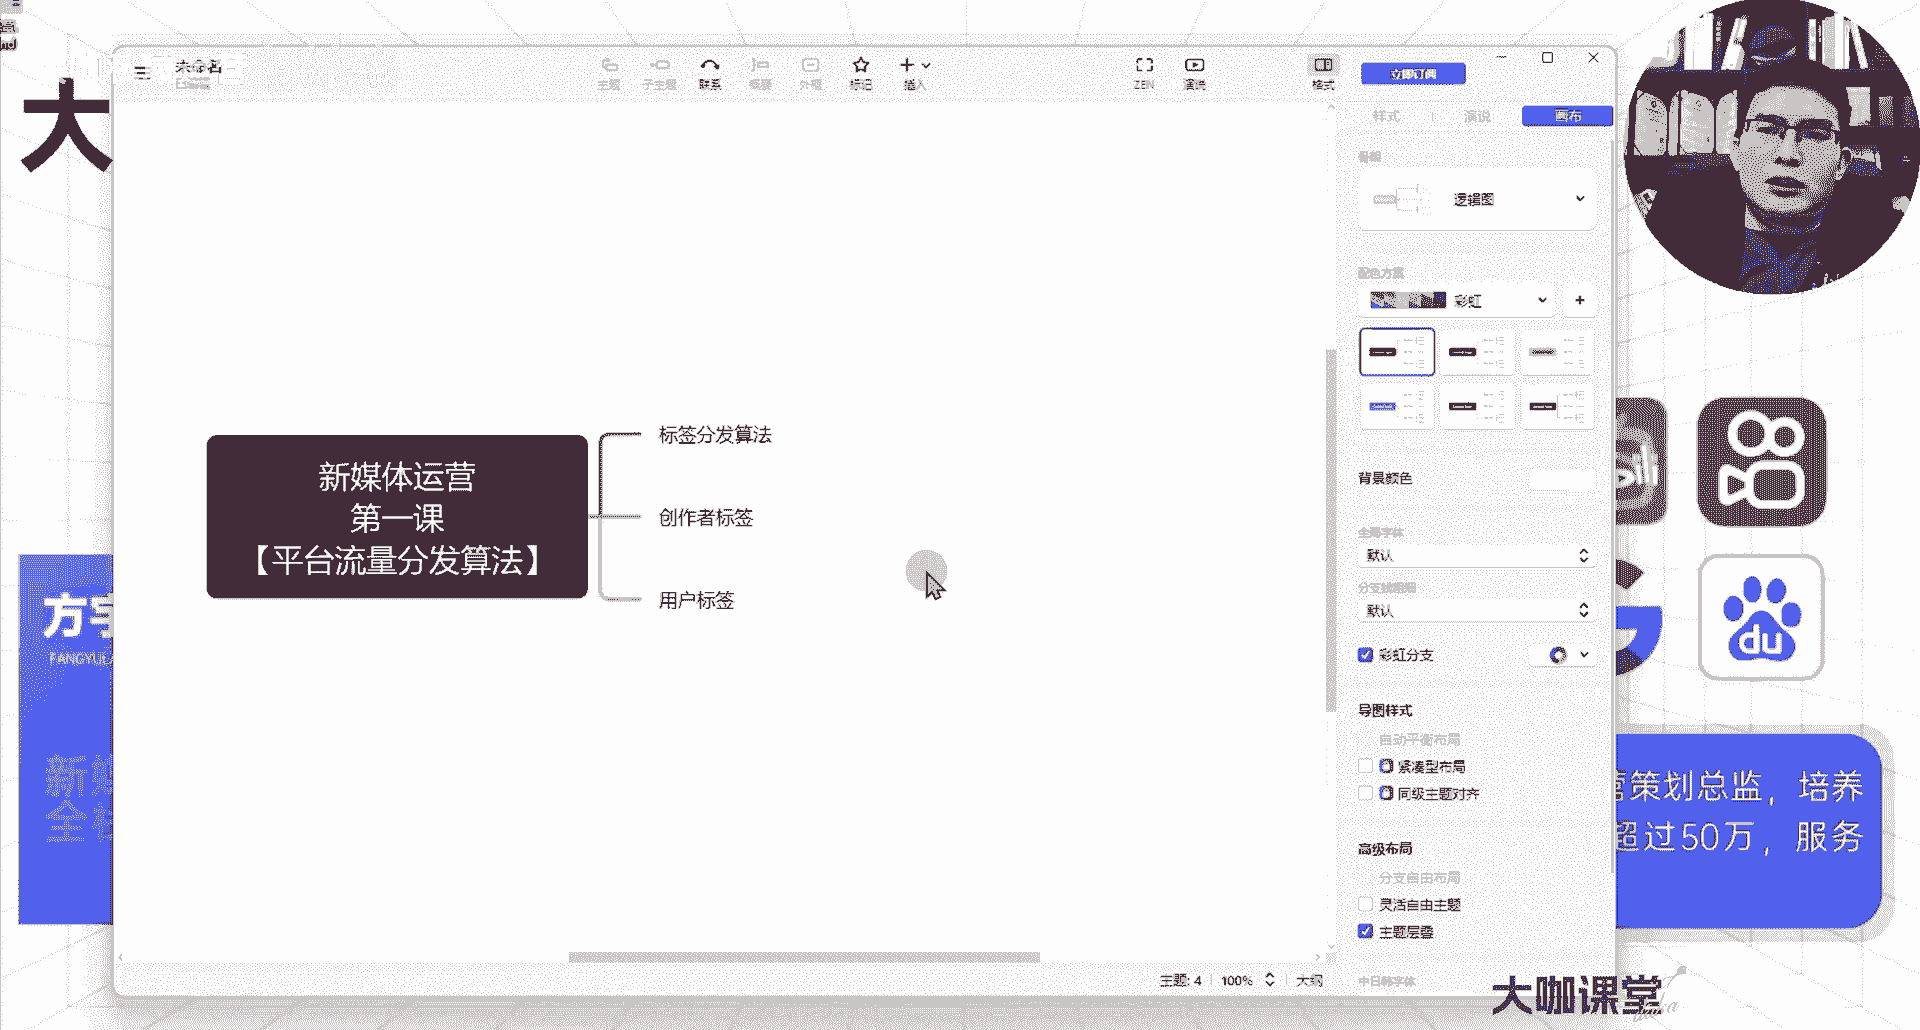 大
未命名
主题
子主题
联系
概要
外框
标记
插入
ZEN
演说
格式
立即订阅
样式
演说
画布
骨架
逻辑图
配色方案
彩虹
背景颜色
全局字体
默认
分支线粗细
默认
彩虹分支
导图样式
自动平衡布局
紧凑型布局
同级主题对齐
高级布局
分支自由布局
灵活自由主题
主题层叠
中日韩字体
新媒体运营
第一课
【平台流量分发算法】
标签分发算法
创作者标签
用户标签
主题: 4
100%
大纲
方
FANGYU
新
全
du
营策划总监，培养
超过50万，服务
大咖课堂